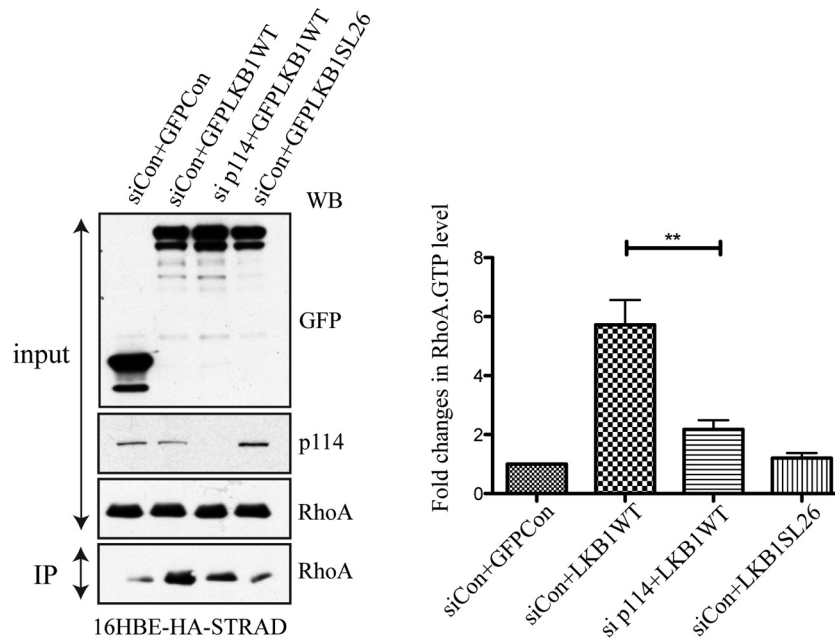 siCon+GFPCon
siCon+GFPLKB1WT
si p114+GFPLKB1WT
siCon+GFPLKB1SL26
WB
GFP
input
p114
RhoA
IP
RhoA
16HBE-HA-STRAD
Fold changes in RhoA.GTP level
8
6
4
2
0
**
siCon+GFPCon
siCon+LKB1WT
si p114+LKB1WT
siCon+LKB1SL26